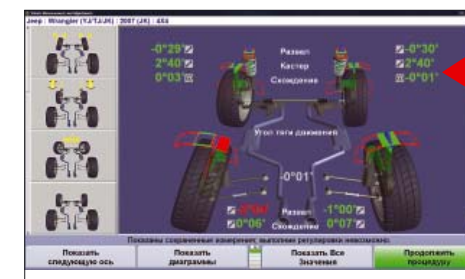 Jeep : Wrangler (YJ/TJ/JK) : 2007 (JK) : 4X4
-0°29' Развал -0°30'
2°40' Кастер 2°40'
0°03' Схождение -0°01'
Угол тяги движения
-0°01'
Развал -1°00'
0°06' Схождение 0°07'
Показаны сохраненные измерения; выполнение регулировки невозможно.
Показать следующую ось
Показать диаграммы
Показать Все Значения
Продолжить процедуру